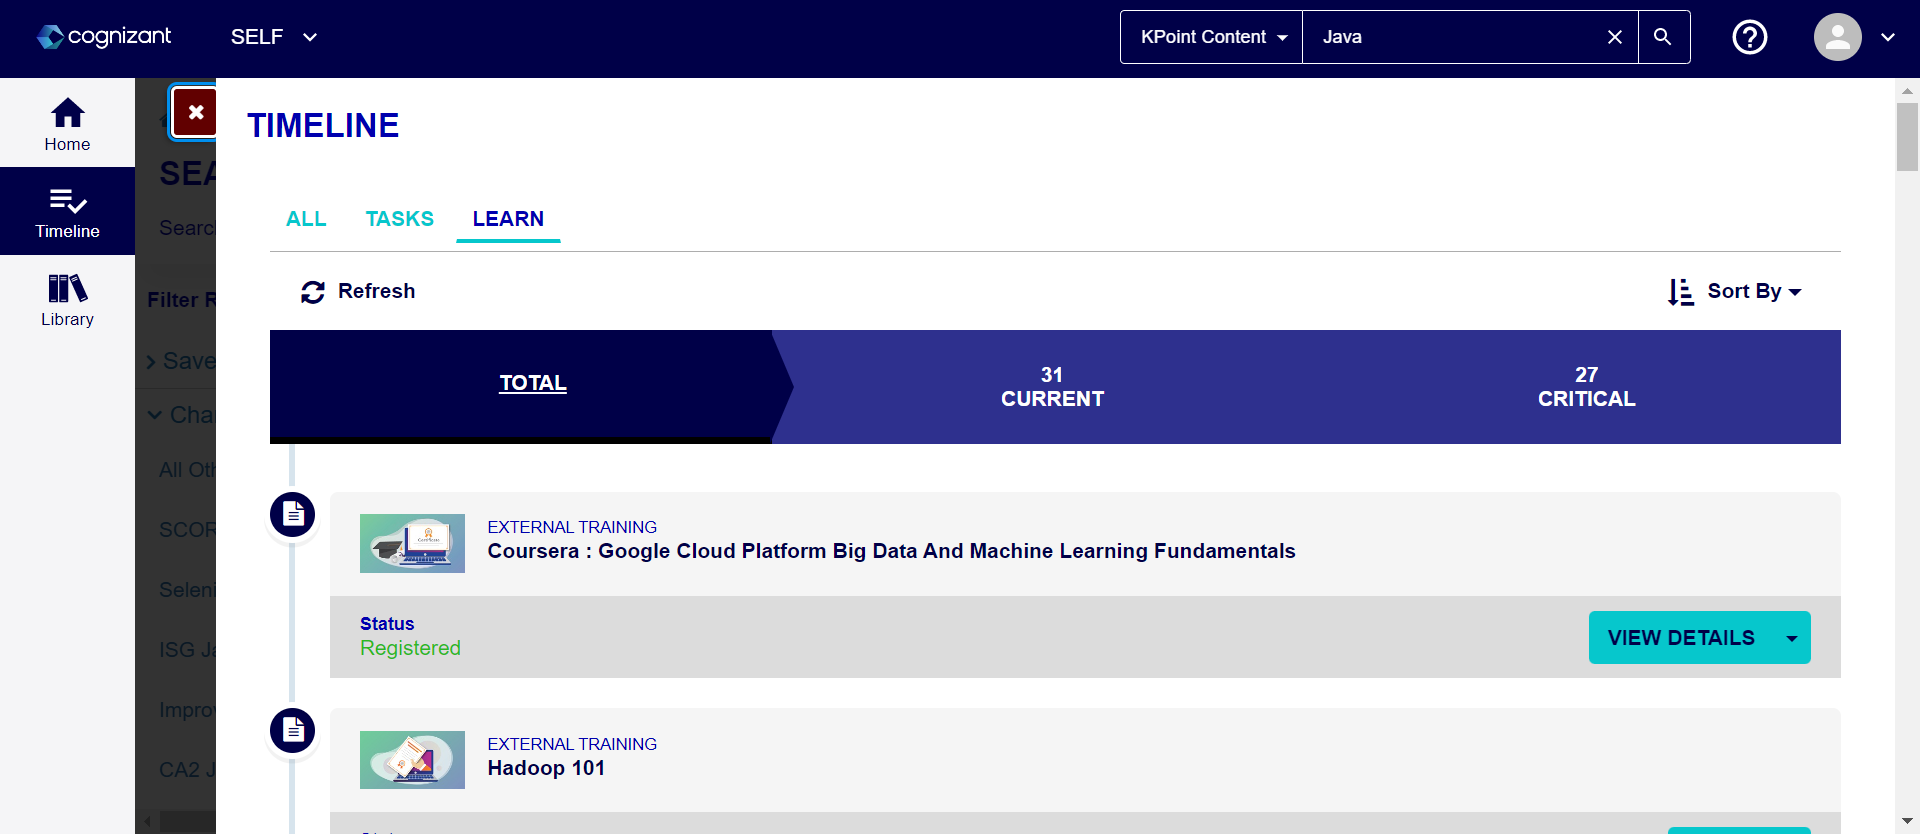 cognizant
SELF
KPoint Content
Java
Home
Timeline
Library
SEA
Searc
Filter R
Save
Cha
All Oth
SCOR
Seleni
ISG Ja
Improv
CA2 J
TIMELINE
ALL
TASKS
LEARN
Refresh
Sort By
TOTAL
31
CURRENT
27
CRITICAL
EXTERNAL TRAINING
Coursera : Google Cloud Platform Big Data And Machine Learning Fundamentals
Status
Registered
VIEW DETAILS
EXTERNAL TRAINING
Hadoop 101